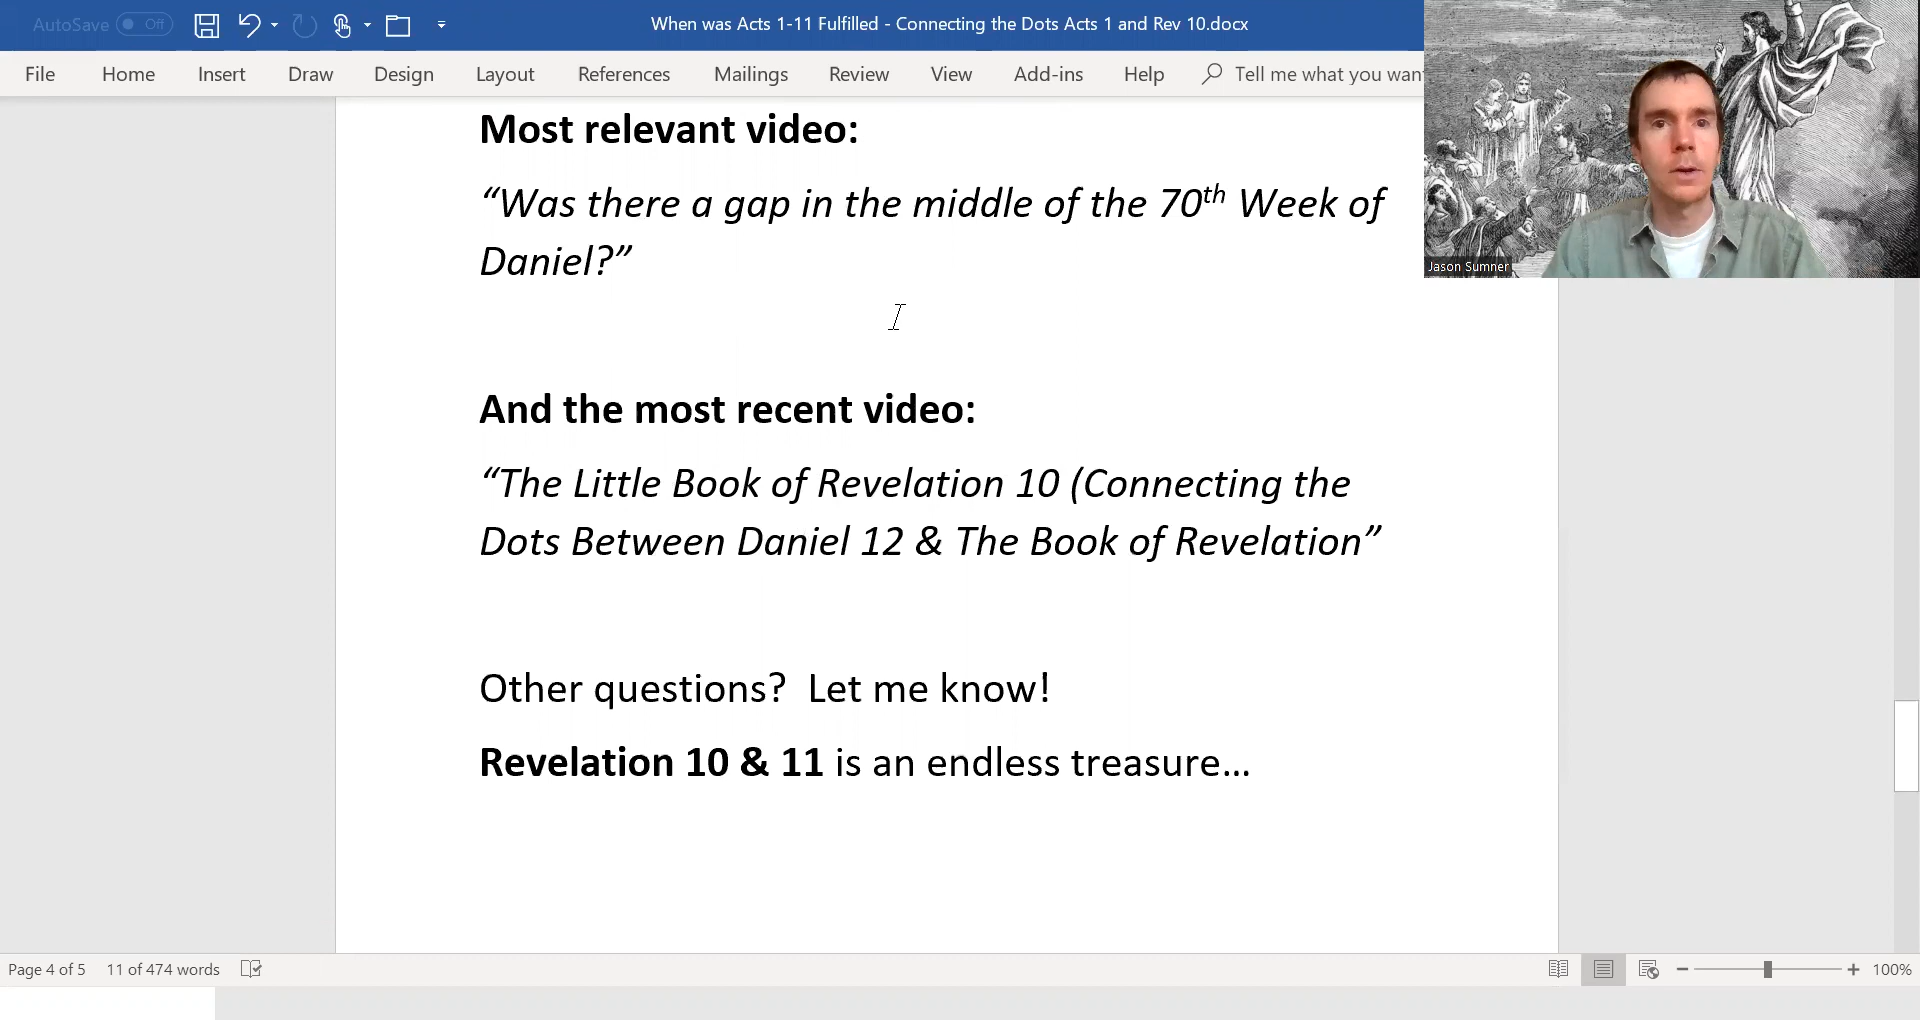 AutoSave Off When was Acts 1-11 Fulfilled - Connecting the Dots Acts 1 and Rev 10.docx
File Home Insert Draw Design Layout References Mailings Review View Add-ins Help Tell me what you wan
Most relevant video:
“Was there a gap in the middle of the 70th Week of
Daniel?”
Jason Sumner
And the most recent video:
“The Little Book of Revelation 10 (Connecting the
Dots Between Daniel 12 & The Book of Revelation”
Other questions?  Let me know!
Revelation 10 & 11 is an endless treasure…
Page 4 of 5 11 of 474 words 100%